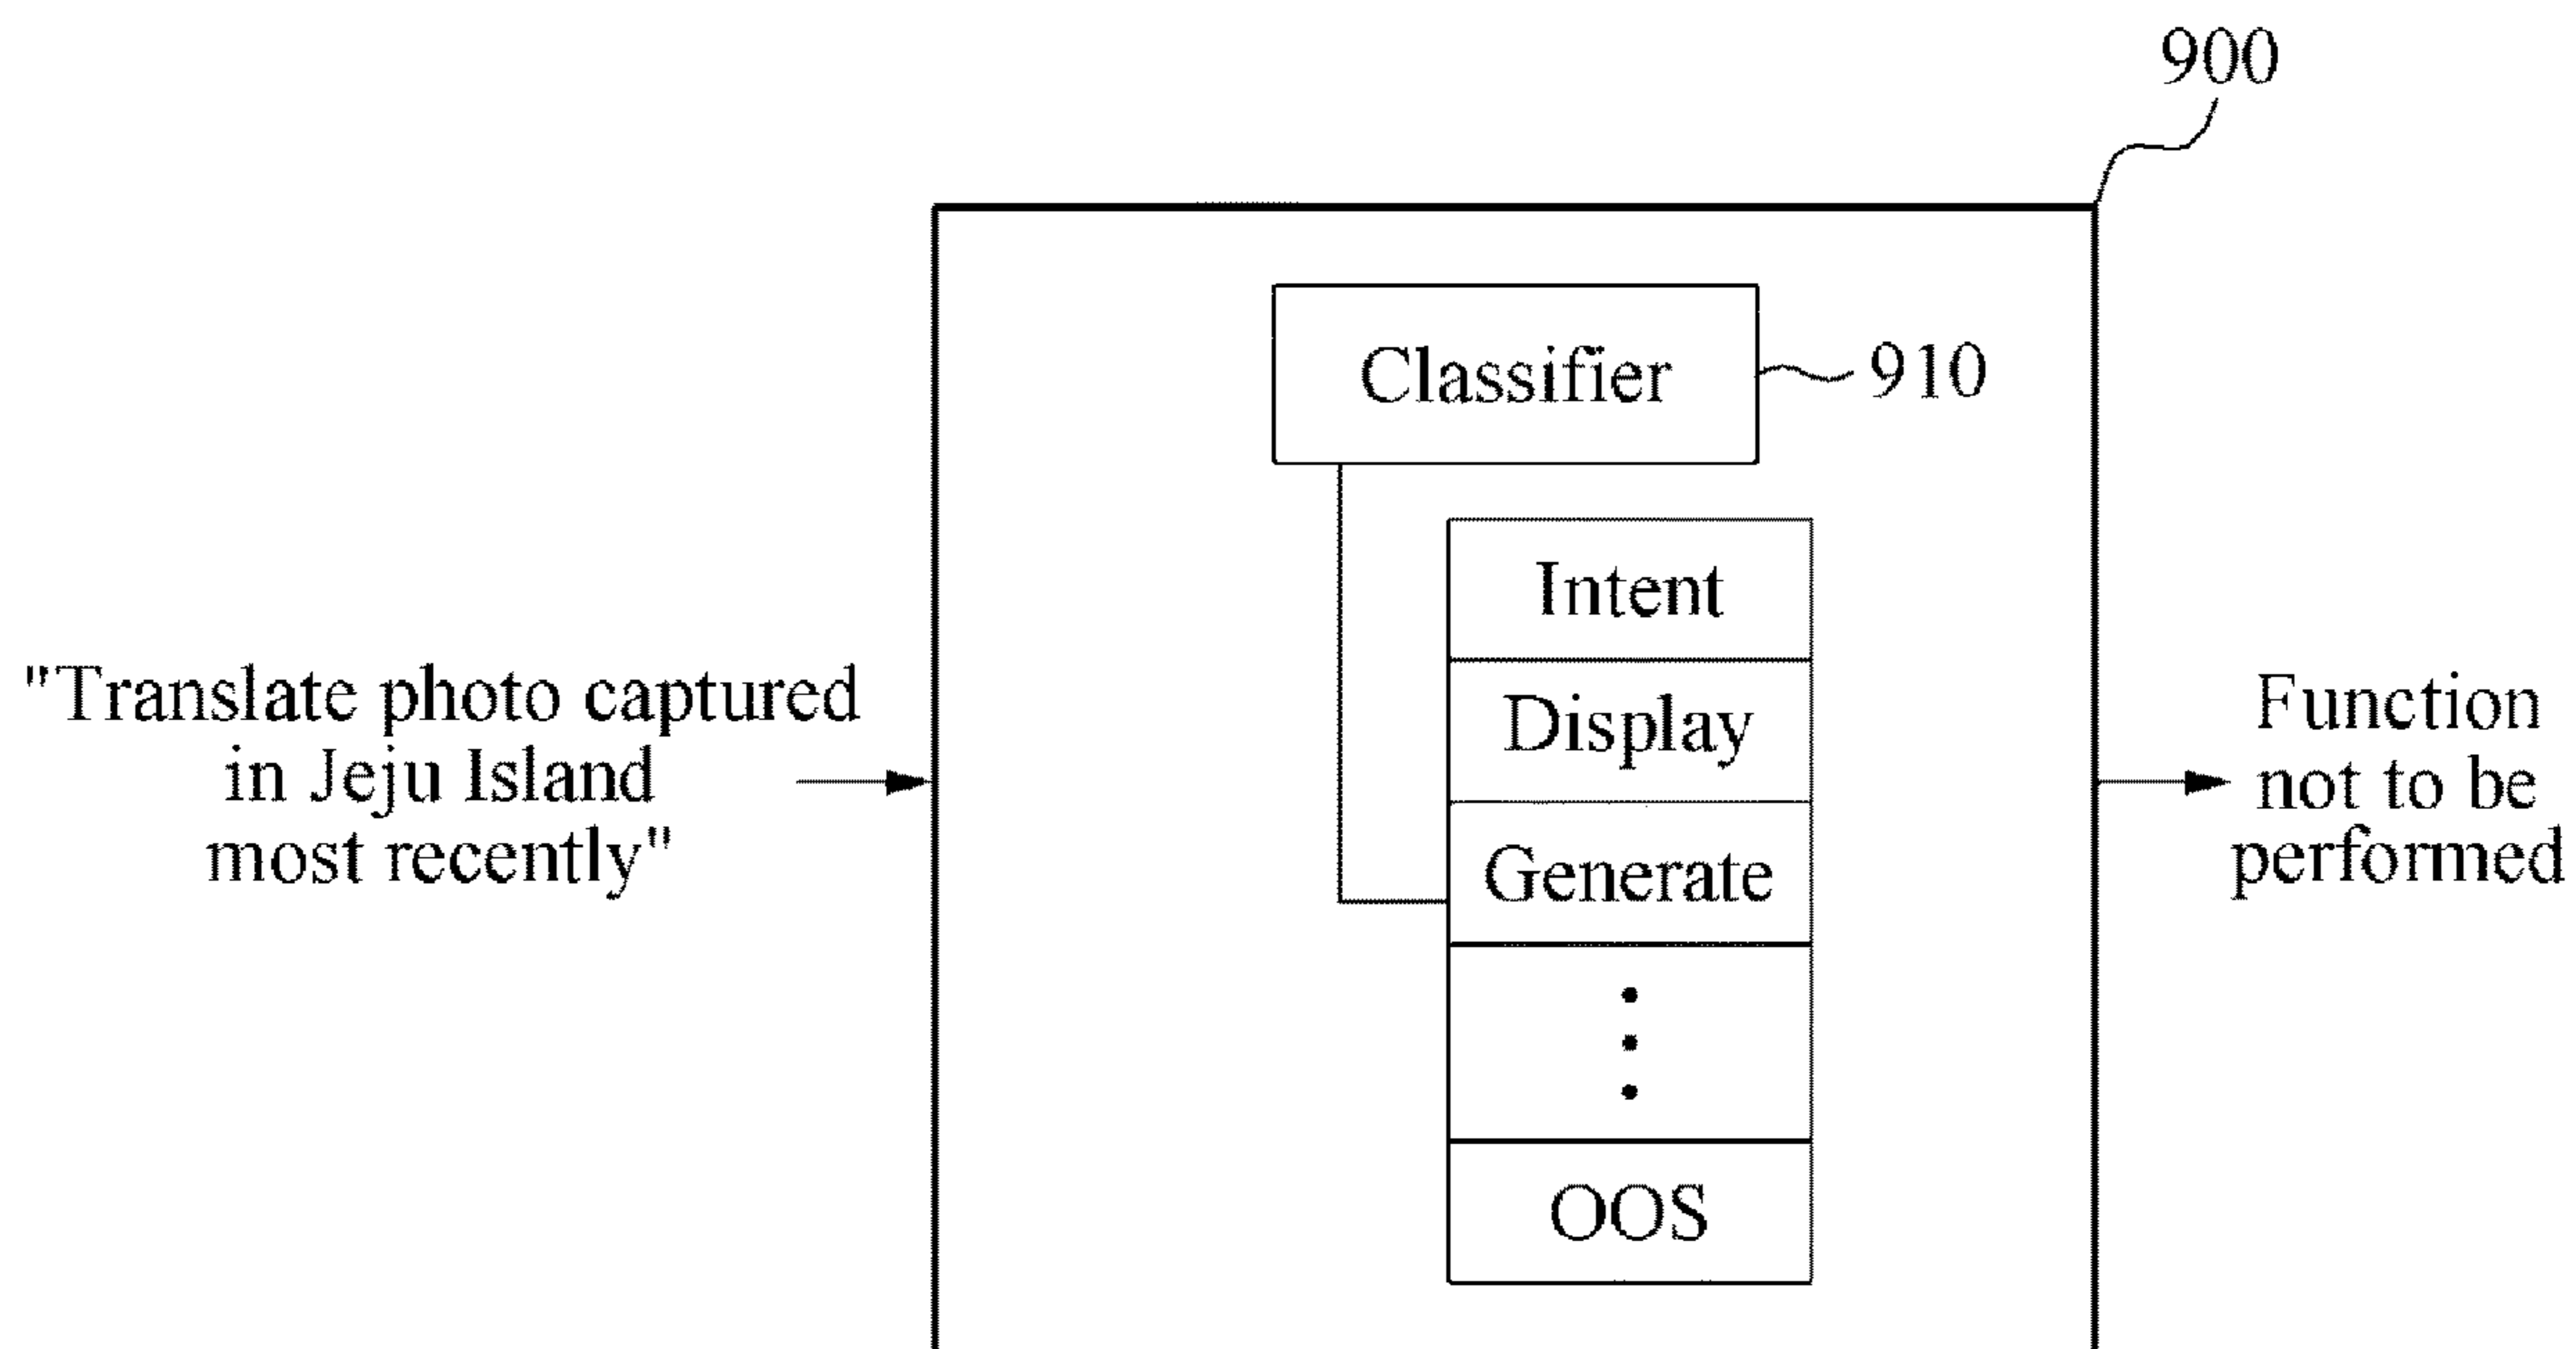 900
Classifier
910
Intent
Display
Generate
OOS
"Translate photo captured
in Jeju Island
most recently"
Function
not to be
performed